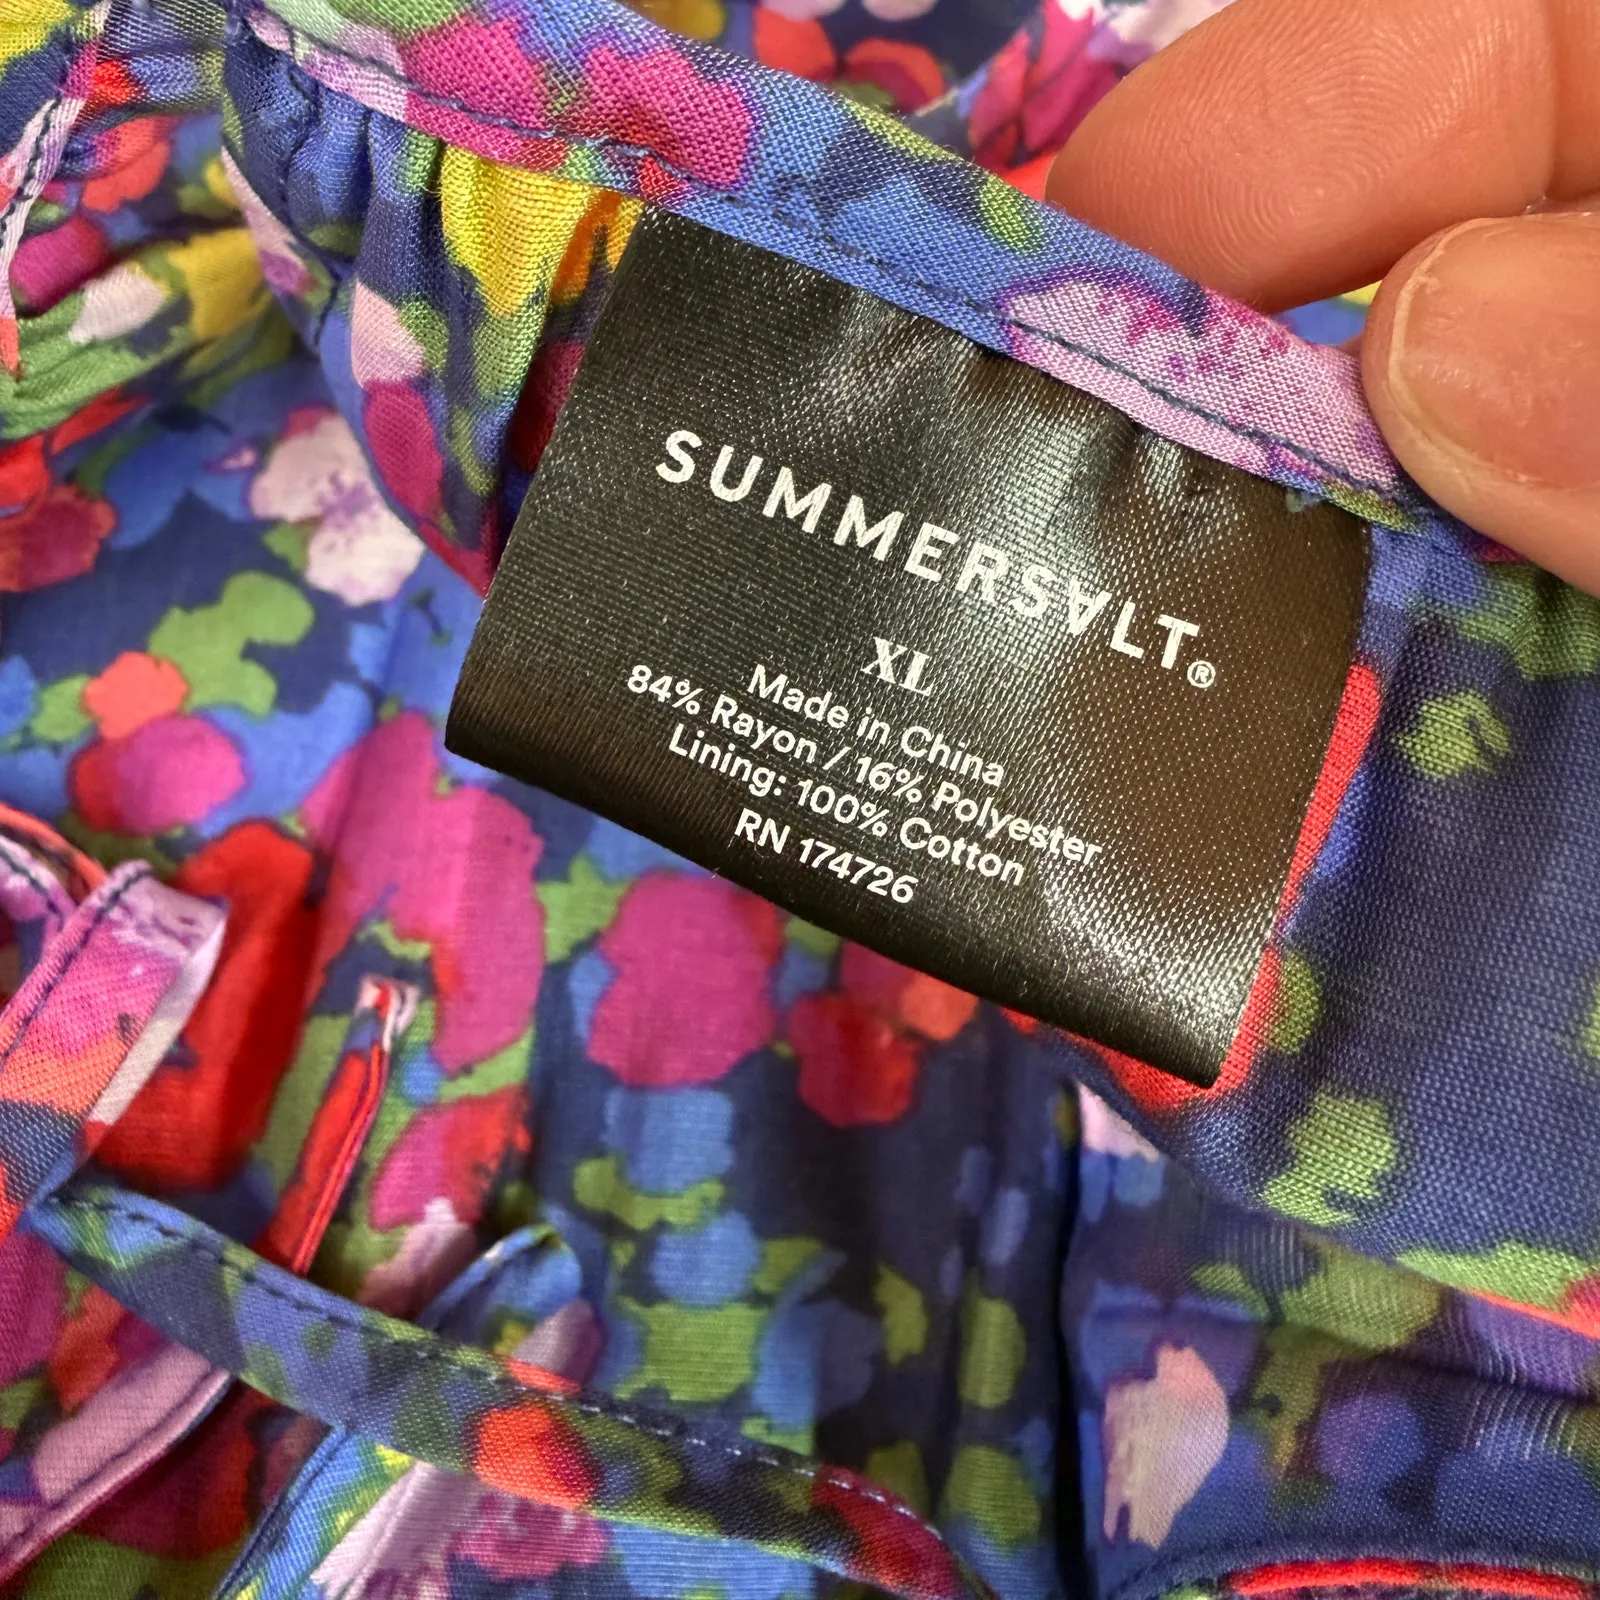 SUMMERSALT®
XL
Made in China
84% Rayon / 16% Polyester
Lining: 100% Cotton
RN 174726